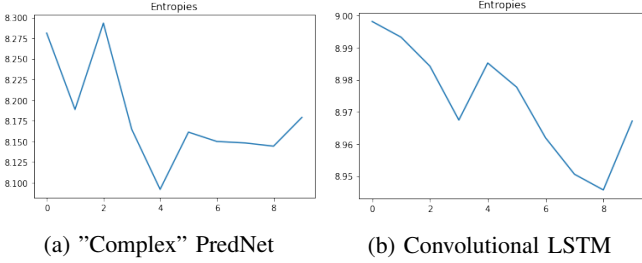 Entropies
8.300
8.275
8.250
8.225
8.200
8.175
8.150
8.125
8.100
0 2 4 6 8
(a) ”Complex” PredNet
Entropies
9.00
8.99
8.98
8.97
8.96
8.95
0 2 4 6 8
(b) Convolutional LSTM